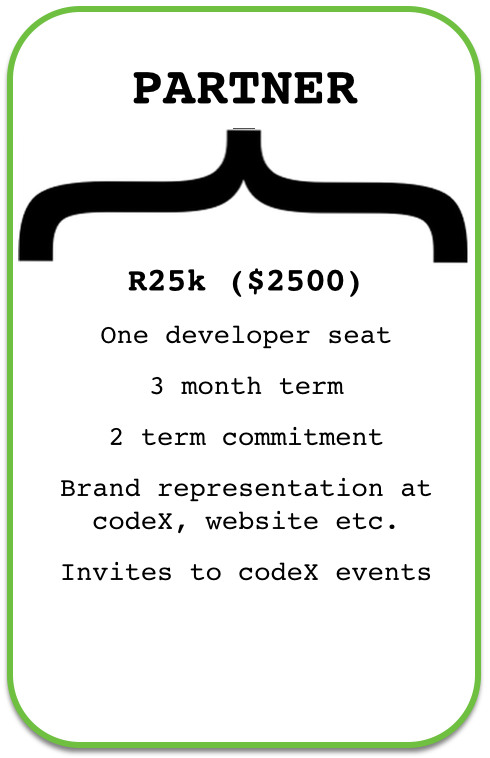 PARTNER
R25k ($2500)
One developer seat
3 month term
2 term commitment
Brand representation at
codeX, website etc.
Invites to codeX events